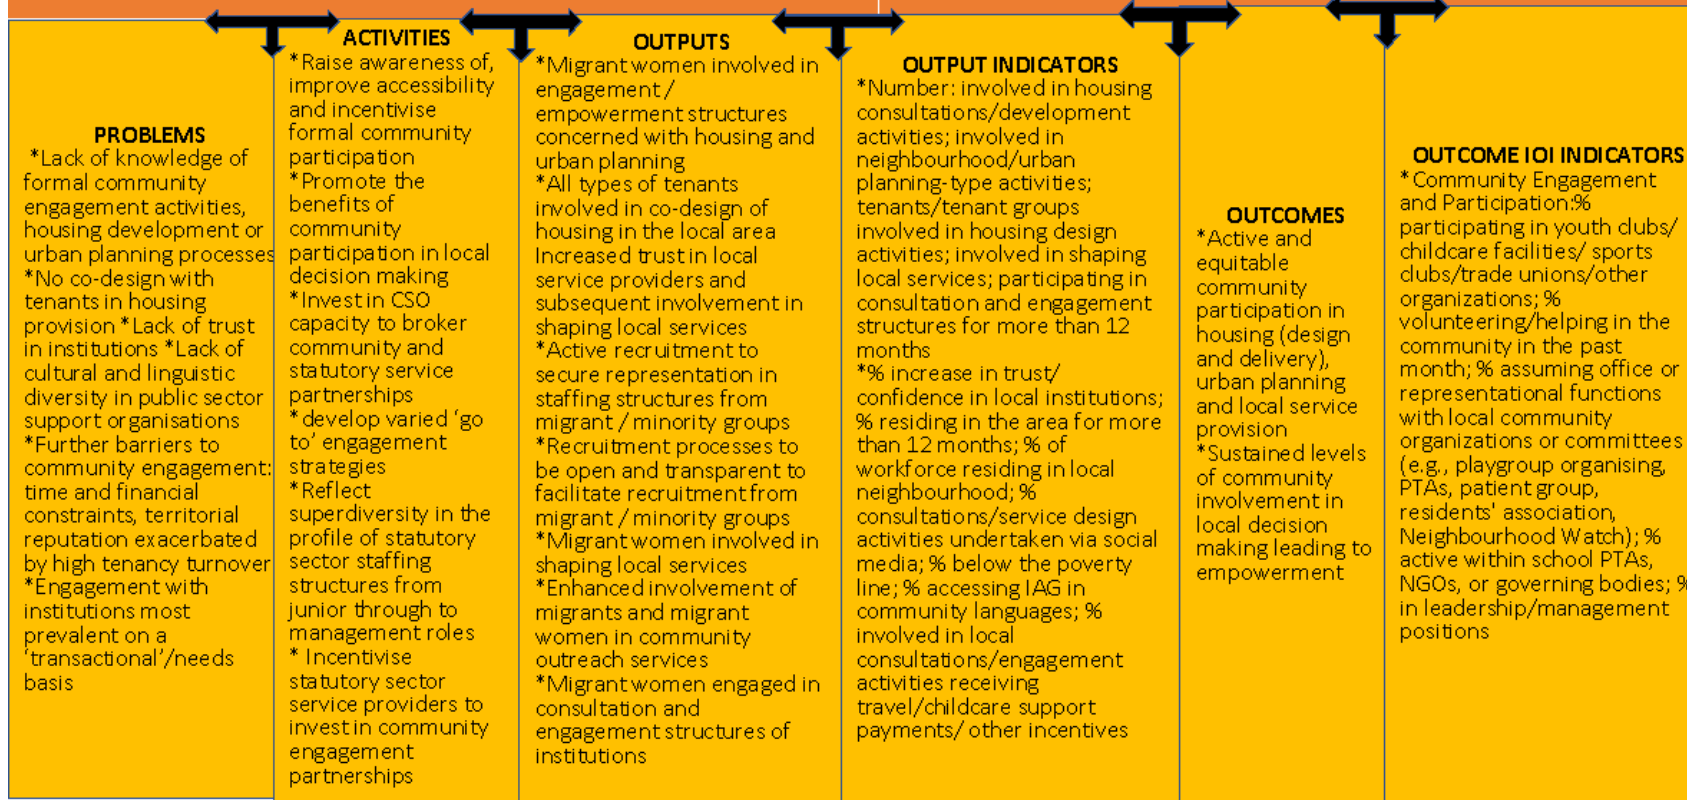 PROBLEMS
*Lack of knowledge of
formal community
engagement activities,
housing development or
urban planning processes
*No co-design with
tenants in housing
provision *Lack of trust
in institutions *Lack of
cultural and linguistic
diversity in public sector
support organisations
*Further barriers to
community engagement:
time and financial
constraints, territorial
reputation exacerbated
by high tenancy turnover
*Engagement with
institutions most
prevalent on a
‘transactional’/needs
basis
ACTIVITIES
*Raise awareness of,
improve accessibility
and incentivise
formal community
participation
*Promote the
benefits of
community
participation in local
decision making
*Invest in CSO
capacity to broker
community and
statutory service
partnerships
*develop varied ‘go
to’ engagement
strategies
*Reflect
superdiversity in the
profile of statutory
sector staffing
structures from
junior through to
management roles
* Incentivise
statutory sector
service providers to
invest in community
engagement
partnerships
OUTPUTS
*Migrant women involved in
engagement /
empowerment structures
concerned with housing and
urban planning
*All types of tenants
involved in co-design of
housing in the local area
Increased trust in local
service providers and
subsequent involvement in
shaping local services
*Active recruitment to
secure representation in
staffing structures from
migrant / minority groups
*Recruitment processes to
be open and transparent to
facilitate recruitment from
migrant / minority groups
*Migrant women involved in
shaping local services
*Enhanced involvement of
migrants and migrant
women in community
outreach services
*Migrant women engaged in
consultation and
engagement structures of
institutions
OUTPUT INDICATORS
*Number: involved in housing
consultations/development
activities; involved in
neighbourhood/urban
planning-type activities;
tenants/tenant groups
involved in housing design
activities; involved in shaping
local services; participating in
consultation and engagement
structures for more than 12
months
*% increase in trust/
confidence in local institutions;
% residing in the area for more
than 12 months; % of
workforce residing in local
neighbourhood; %
consultations/service design
activities undertaken via social
media; % below the poverty
line; % accessing IAG in
community languages; %
involved in local
consultations/engagement
activities receiving
travel/childcare support
payments/ other incentives
OUTCOMES
*Active and
equitable
community
participation in
housing (design
and delivery),
urban planning
and local service
provision
*Sustained levels
of community
involvement in
local decision
making leading to
empowerment
OUTCOME IOI INDICATORS
*Community Engagement
and Participation:%
participating in youth clubs/
childcare facilities/ sports
clubs/trade unions/other
organizations; %
volunteering/helping in the
community in the past
month; % assuming office or
representational functions
with local community
organizations or committees
(e.g., playgroup organising,
PTAs, patient group,
residents' association,
Neighbourhood Watch); %
active within school PTAs,
NGOs, or governing bodies; %
in leadership/management
positions